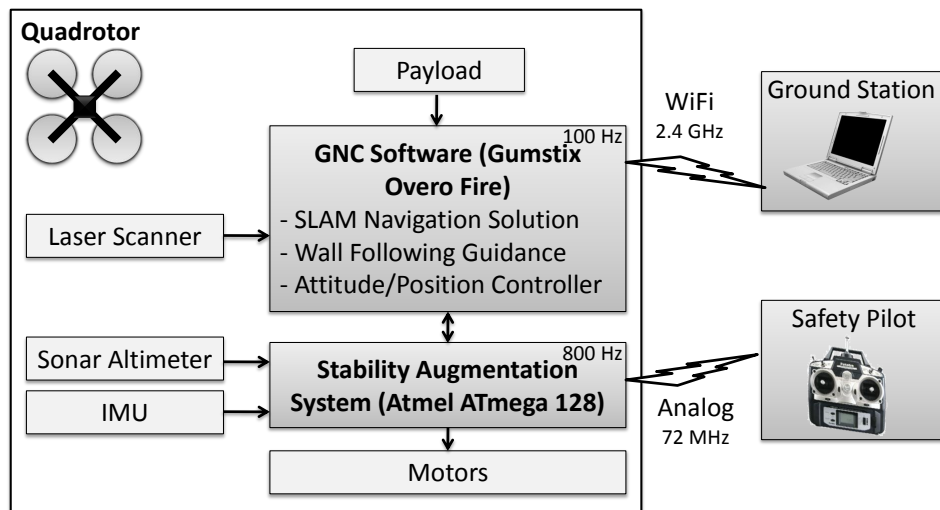 Quadrotor
Payload
100 Hz
GNC Software (Gumstix
Overo Fire)
- SLAM Navigation Solution
- Wall Following Guidance
- Attitude/Position Controller
Laser Scanner
Sonar Altimeter
IMU
800 Hz
Stability Augmentation
System (Atmel ATmega 128)
Motors
WiFi
2.4 GHz
Ground Station
Analog
72 MHz
Safety Pilot